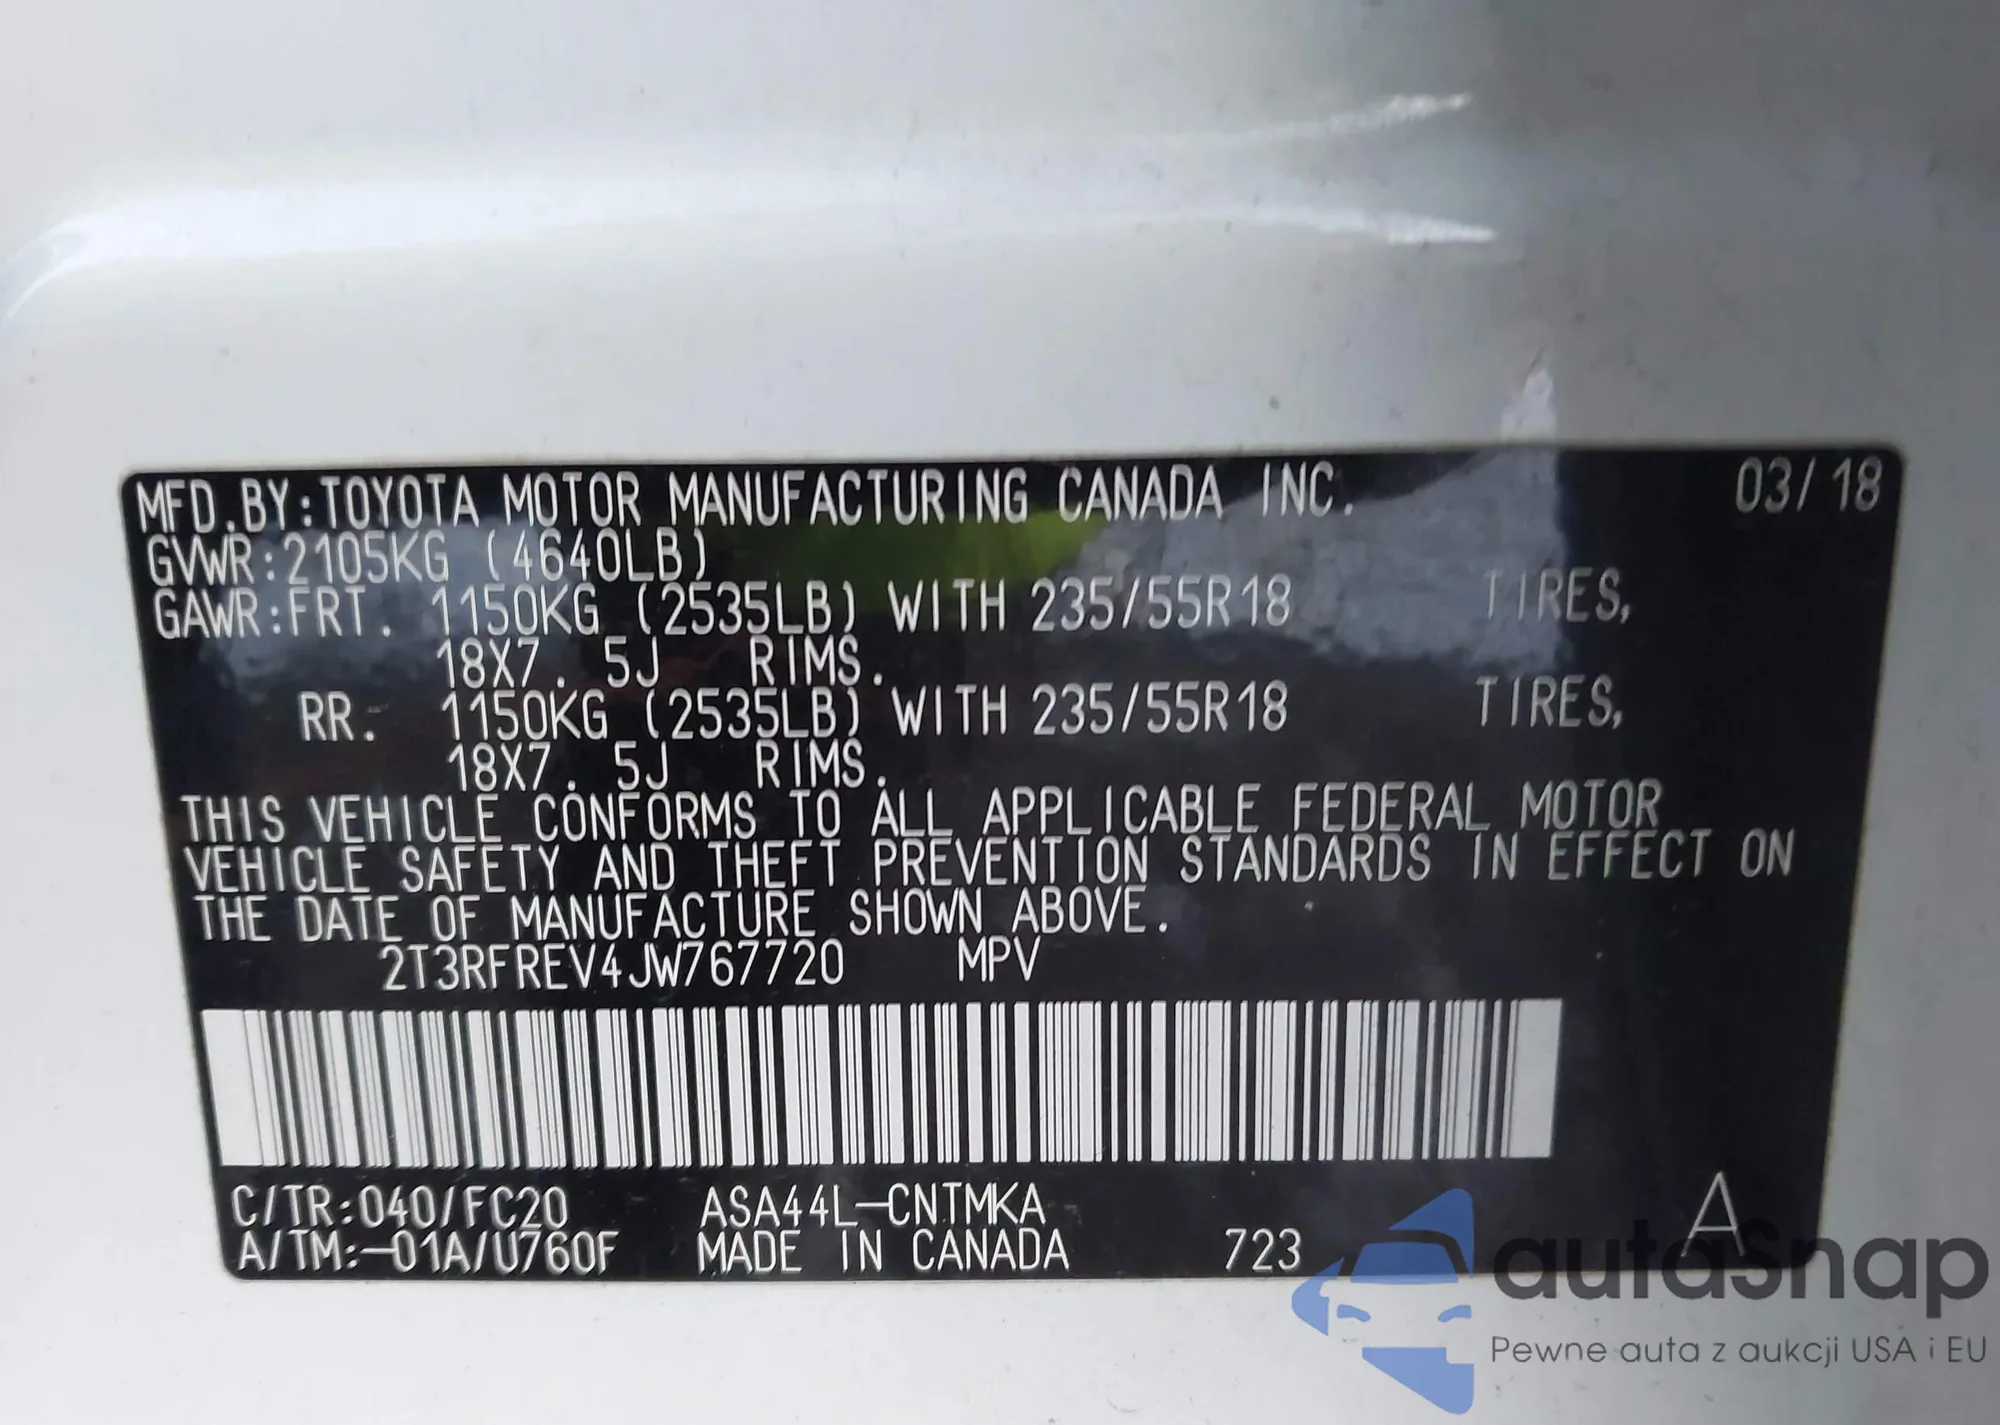 MFD.BY:TOYOTA MOTOR MANUFACTURING CANADA INC. 03/18
GVWR:2105KG (4640LB)
GAWR:FRT. 1150KG (2535LB) WITH 235/55R18 TIRES,
18X7.5J RIMS.
RR. 1150KG (2535LB) WITH 235/55R18 TIRES,
18X7.5J RIMS.
THIS VEHICLE CONFORMS TO ALL APPLICABLE FEDERAL MOTOR
VEHICLE SAFETY AND THEFT PREVENTION STANDARDS IN EFFECT ON
THE DATE OF MANUFACTURE SHOWN ABOVE.
2T3RFREV4JW767720 MPV
C/TR:040/FC20 ASA44L-CNTMKA
A/TM:-01A/U760F MADE IN CANADA 723 A
autaSnap
Pewne auta z aukcji USA i EU